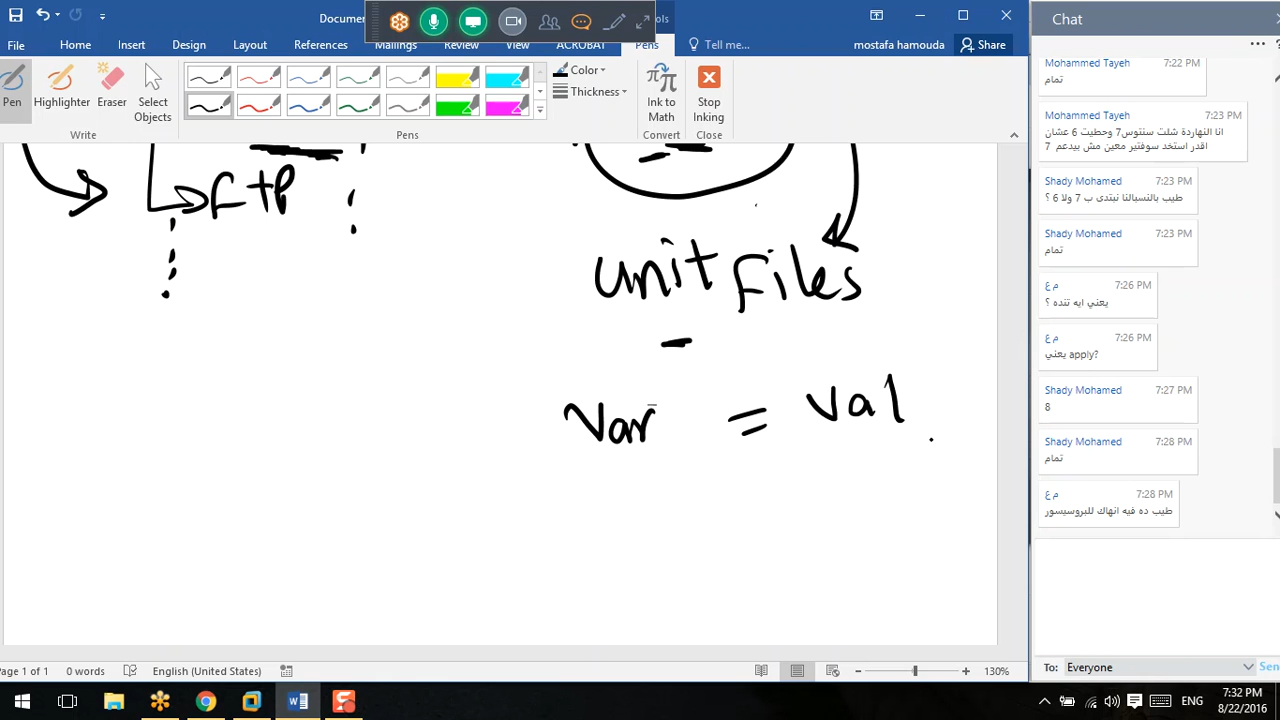 Documen
ols
mostafa hamouda
Share
File
Home
Insert
Design
Layout
References
Mailings
Review
View
ACROBAT
Pens
Tell me...
Pen
Highlighter
Eraser
Select
Objects
Color
Thickness
Ink to
Math
Stop
Inking
Write
Pens
Convert
Close
Ftp
unit Files
Var = Val
Page 1 of 1
0 words
English (United States)
130%
Chat
Mohammed Tayeh 7:22 PM
تمام
Mohammed Tayeh 7:23 PM
انا النهاردة شلت سنتوس7 وحطيت 6 عشان
اقدر استخد سوفتير معين مش بيدعم 7
Shady Mohamed 7:23 PM
طيب بالنسبالنا نبتدى ب 7 ولا 6 ؟
Shady Mohamed 7:23 PM
تمام
م ع 7:26 PM
يعني ايه تنده ؟
م ع 7:26 PM
يعني apply?
Shady Mohamed 7:27 PM
8
Shady Mohamed 7:28 PM
تمام
م ع 7:28 PM
طيب ده فيه انهاك للبروسيسور
To: Everyone
Sen
ENG
7:32 PM
8/22/2016